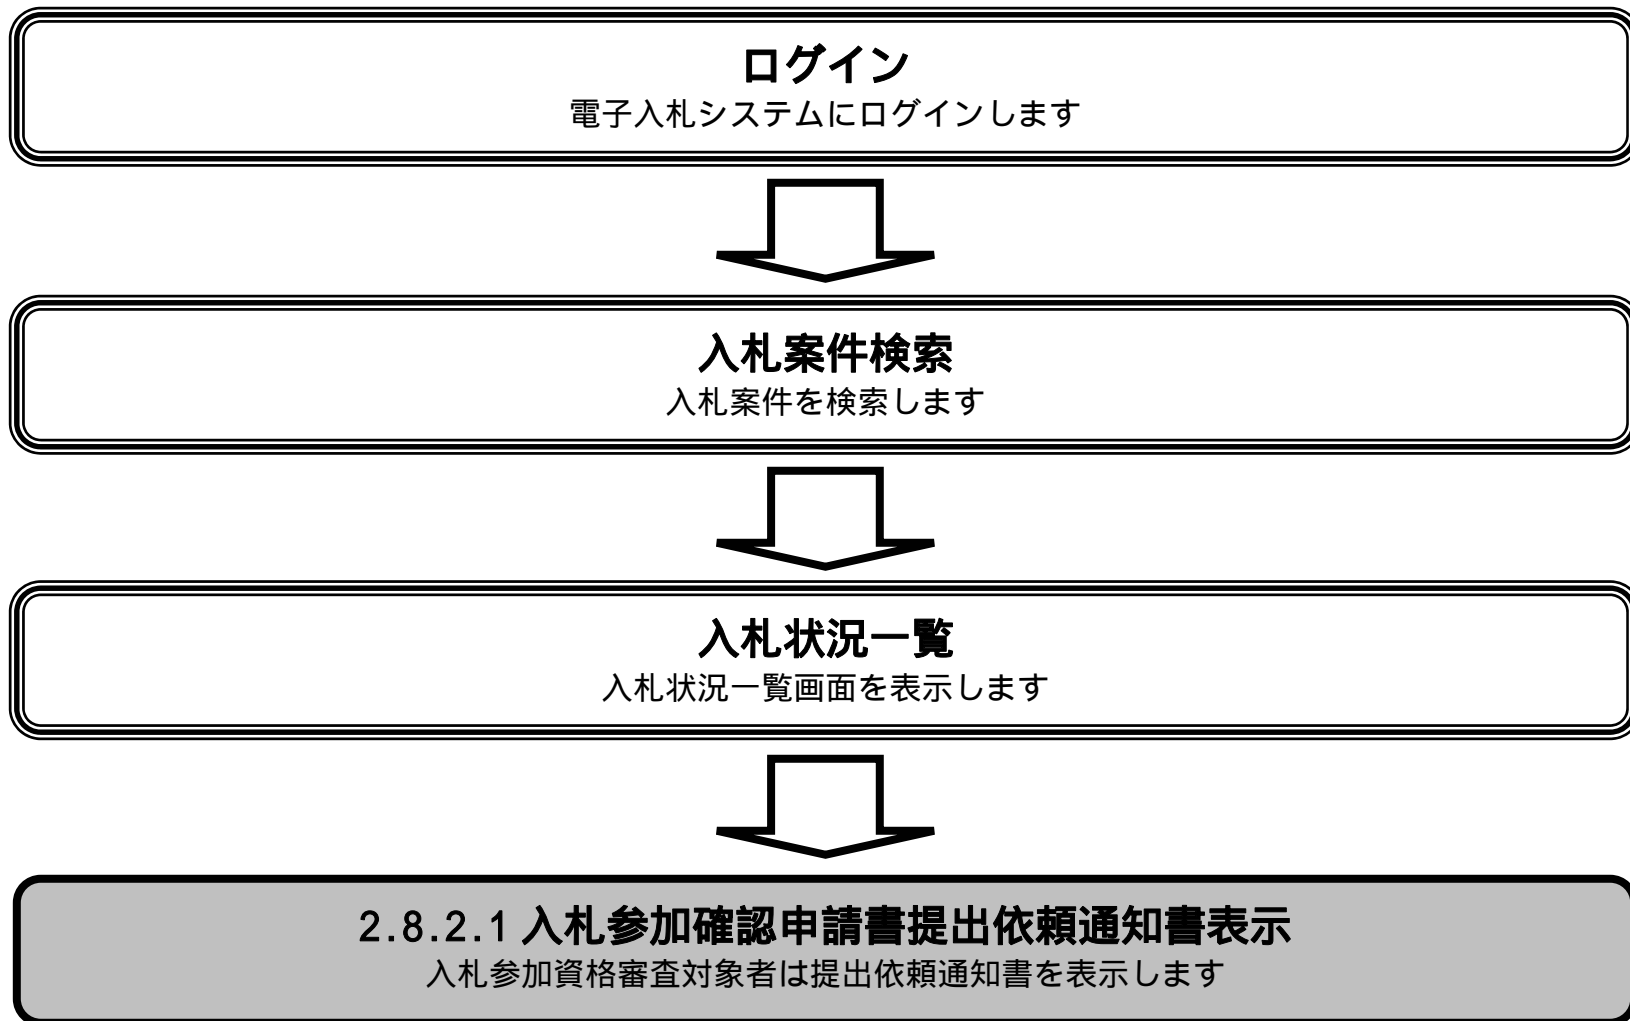 ログイン
電子入札システムにログインします
入札案件検索
入札案件を検索します
入札状況一覧
入札状況一覧画面を表示します
2.8.2.1 入札参加確認申請書提出依頼通知書表示
入札参加資格審査対象者は提出依頼通知書を表示します